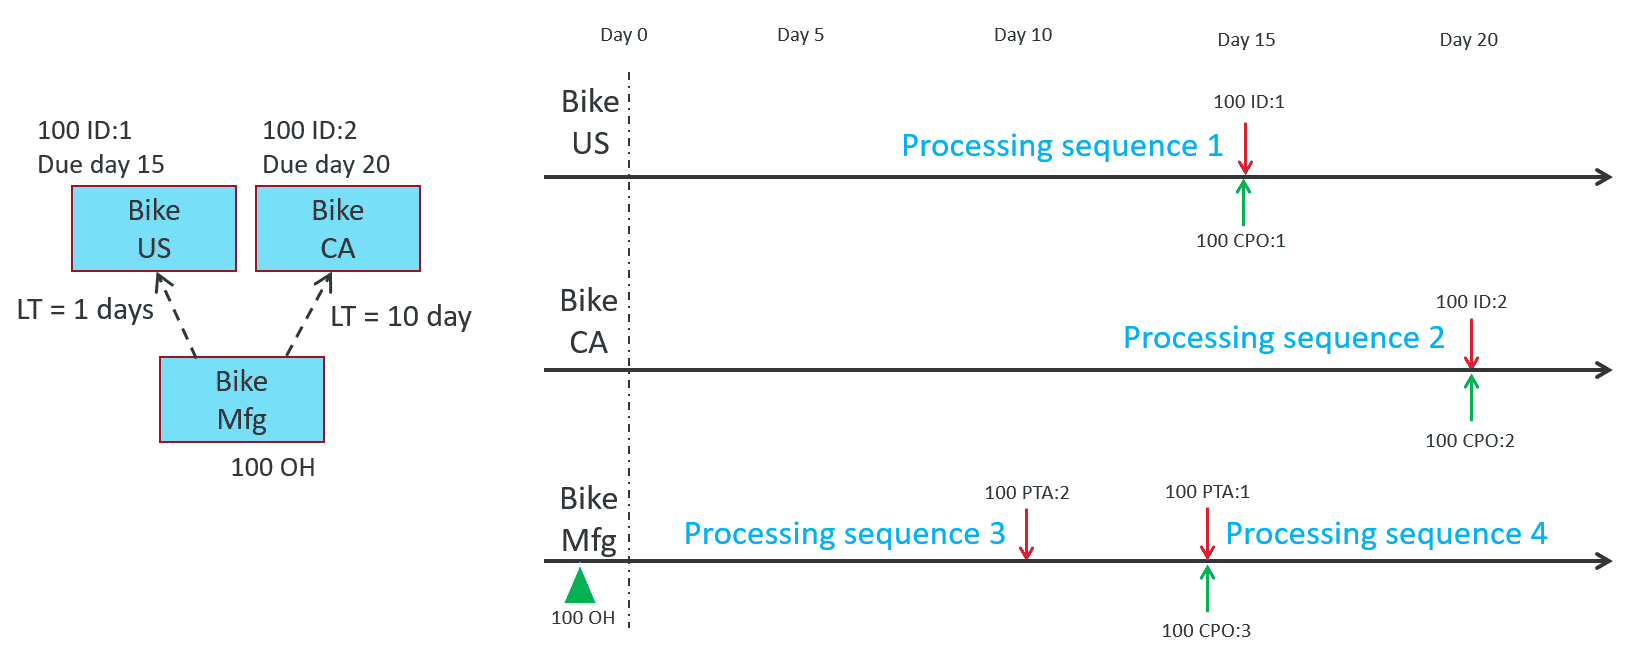 100 ID:1
Due day 15
100 ID:2
Due day 20
Bike
US
Bike
CA
LT = 1 days
LT = 10 day
Bike
Mfg
100 OH
Day 0
Day 5
Day 10
Day 15
Day 20
Bike
US
100 ID:1
Processing sequence 1
100 CPO:1
Bike
CA
100 ID:2
Processing sequence 2
100 CPO:2
Bike
Mfg
100 PTA:2
100 PTA:1
Processing sequence 3
Processing sequence 4
100 OH
100 CPO:3